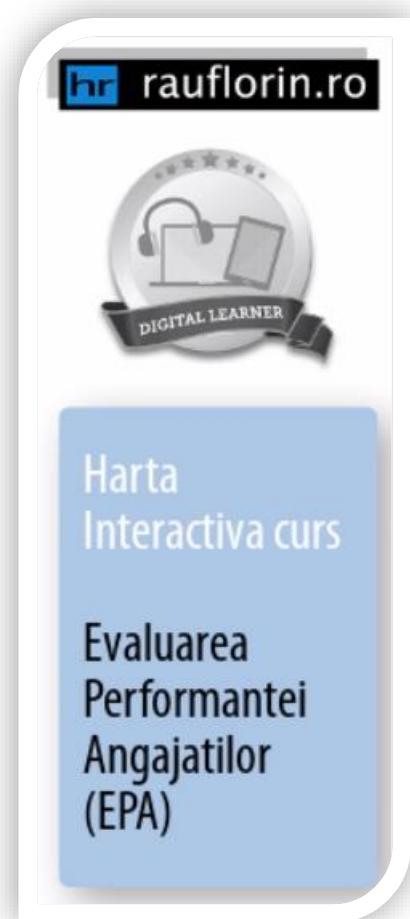 hr rauflorin.ro
DIGITAL LEARNER
Harta
Interactiva curs
Evaluarea
Performantei
Angajatilor
(EPA)